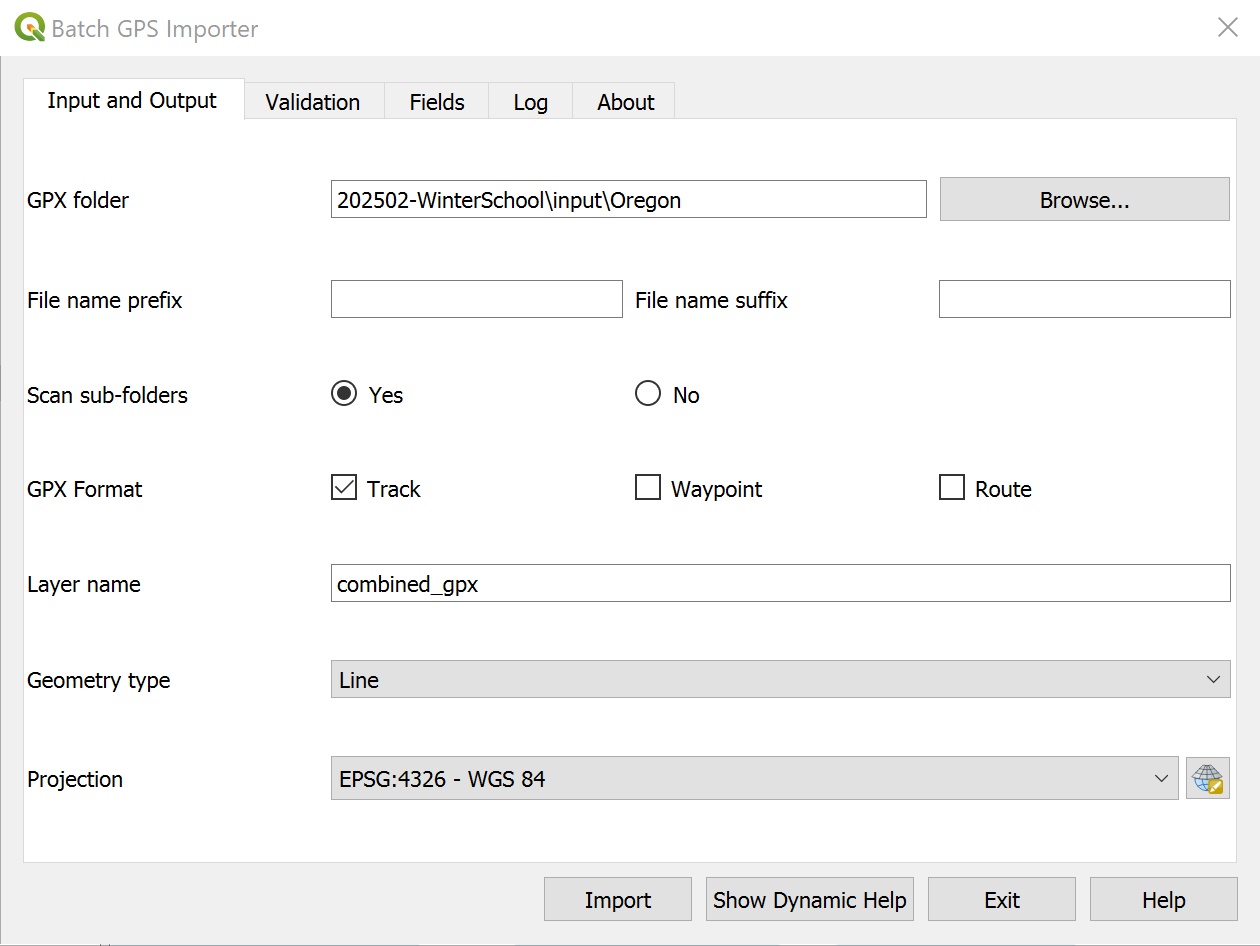 Batch GPS Importer
Input and Output Validation Fields Log About
GPX folder 202502-WinterSchool\input\Oregon Browse...
File name prefix File name suffix
Scan sub-folders Yes No
GPX Format Track Waypoint Route
Layer name combined_gpx
Geometry type Line
Projection EPSG:4326 - WGS 84
Import Show Dynamic Help Exit Help